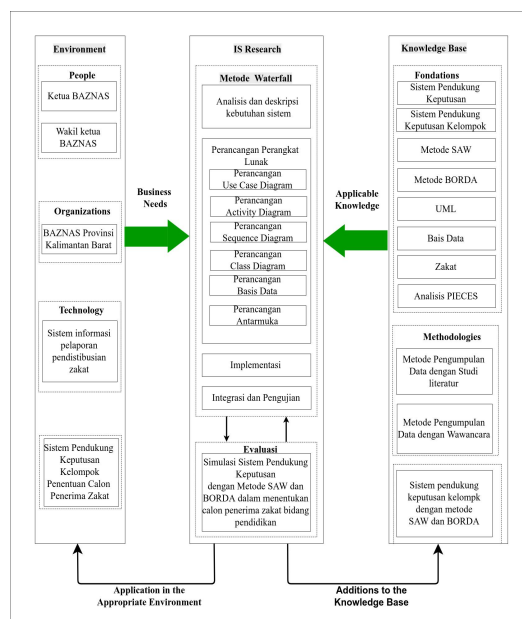 Environment
People
Ketua BAZNAS
Wakil ketua
BAZNAS
Organizations
BAZNAS Provinsi
Kalimantan Barat
Technology
Sistem informasi
pelaporan
pendistibusian
zakat
Sistem Pendukung
Keputusan
Kelompok
Penentuan Calon
Penerima Zakat
Business
Needs
IS Research
Metode Waterfall
Analisis dan deskripsi
kebutuhan sistem
Perancangan Perangkat
Lunak
Perancangan
Use Case Diagram
Perancangan
Activity Diagram
Perancangan
Sequence Diagram
Perancangan
Class Diagram
Perancangan
Basis Data
Perancangan
Antarmuka
Implementasi
Integrasi dan Pengujian
Evaluasi
Simulasi Sistem Pendukung
Keputusan
dengan Metode SAW dan
BORDA dalam menentukan
calon penerima zakat bidang
pendidikan
Applicable
Knowledge
Knowledge Base
Fondations
Sistem Pendukung
Keputusan
Sistem Pendukung
Keputusan Kelompok
Metode SAW
Metode BORDA
UML
Bais Data
Zakat
Analisis PIECES
Methodologies
Metode Pengumpulan
Data dengan Studi
literatur
Metode Pengumpulan
Data dengan Wawancara
Sistem pendukung
keputusan kelompk
dengan metode
SAW dan BORDA
Application in the
Appropriate Environment
Additions to the
Knowledge Base